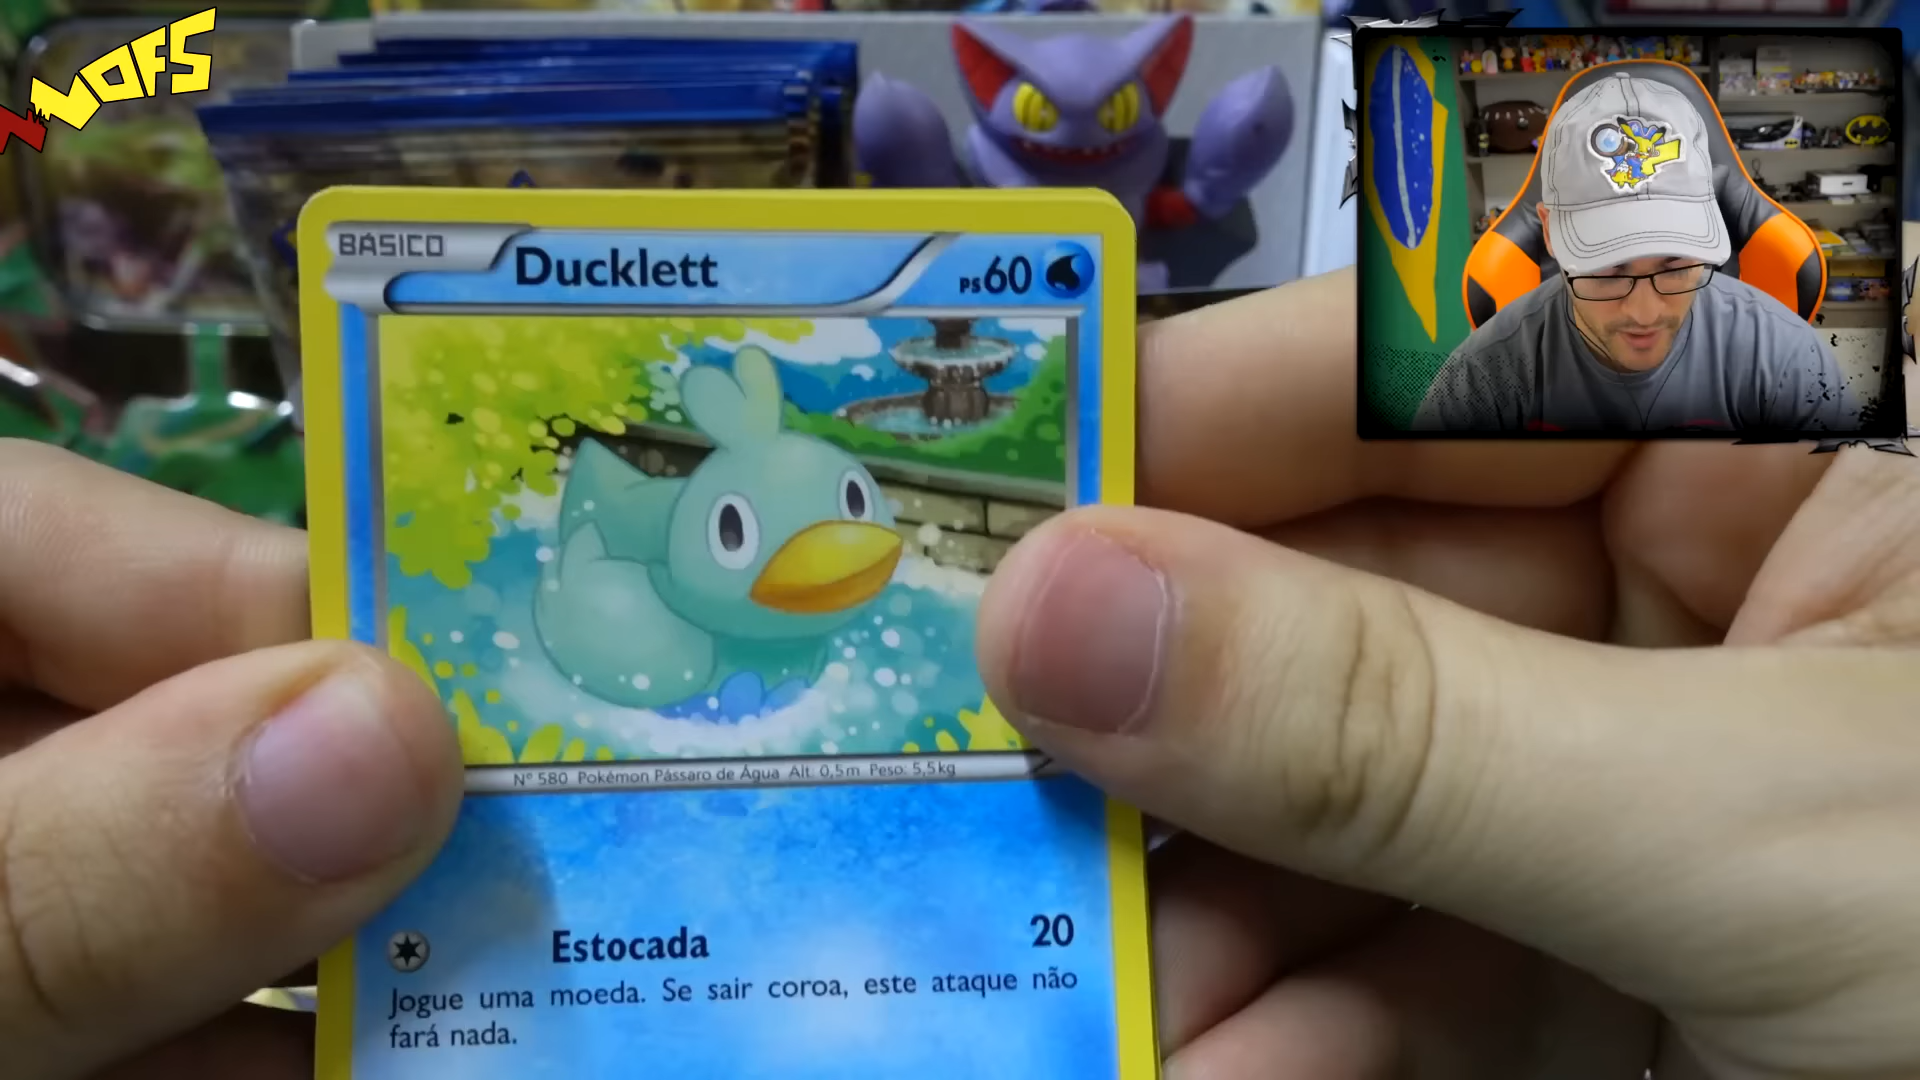 WOFS
BÁSICO
Ducklett
PS60
Nº 580 Pokémon Pássaro de Água Alt: 0,5m Peso: 5,5kg
Estocada
20
Jogue uma moeda. Se sair coroa, este ataque não
fará nada.